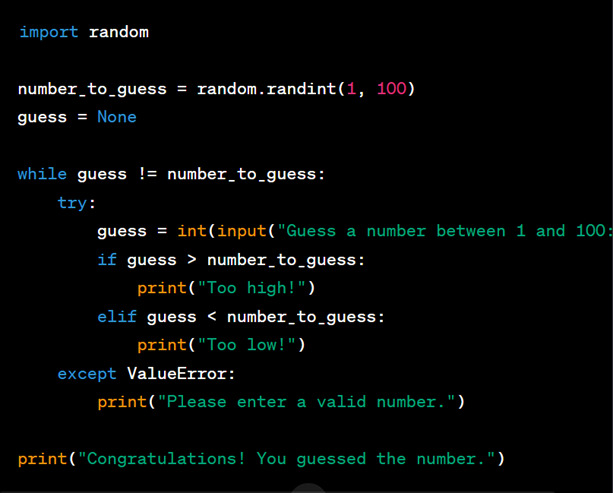 import random

number_to_guess = random.randint(1, 100)
guess = None

while guess != number_to_guess:
    try:
        guess = int(input("Guess a number between 1 and 100:
        if guess > number_to_guess:
            print("Too high!")
        elif guess < number_to_guess:
            print("Too low!")
    except ValueError:
        print("Please enter a valid number.")

print("Congratulations! You guessed the number.")